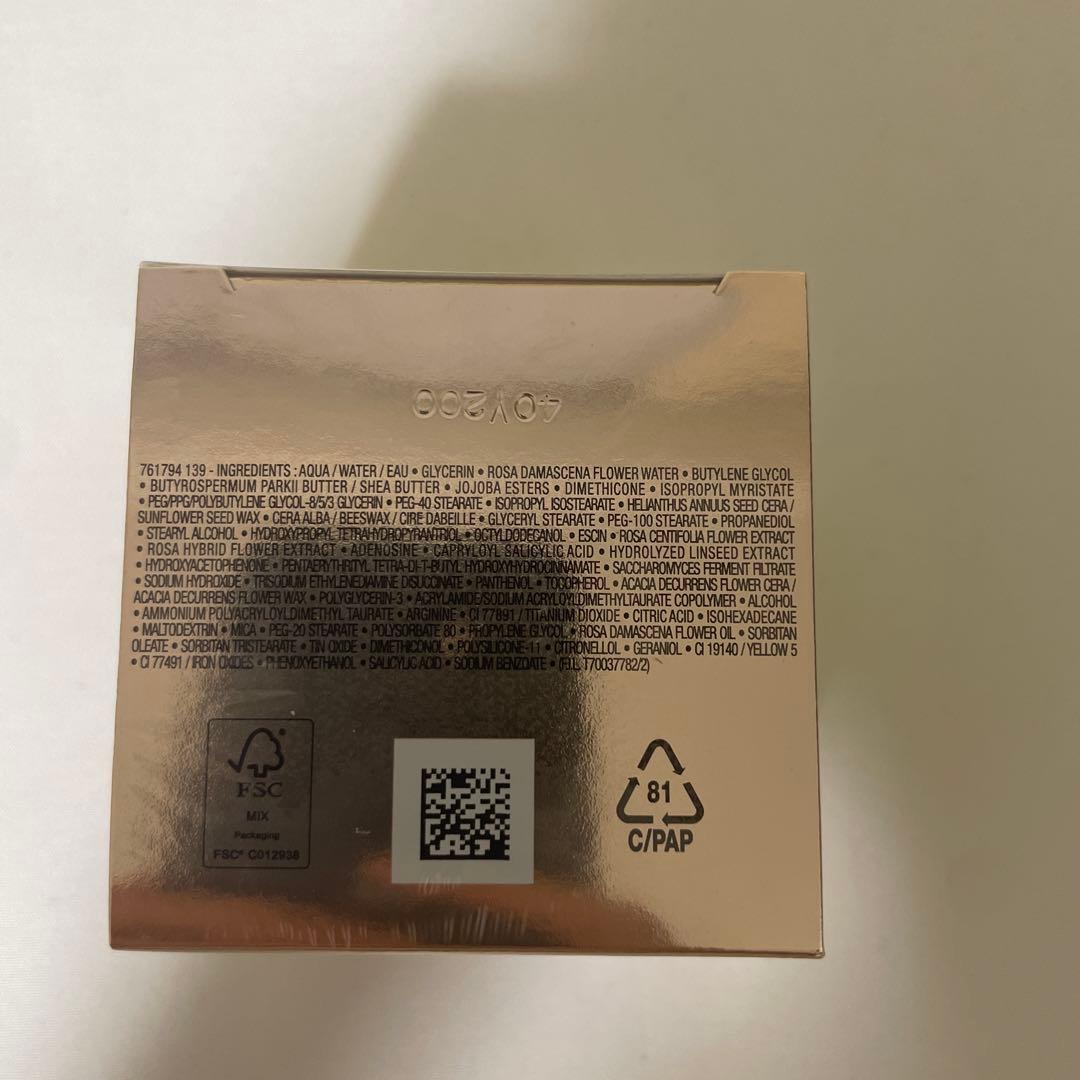 40Y200
761794 139 - INGREDIENTS : AQUA / WATER / EAU • GLYCERIN • ROSA DAMASCENA FLOWER WATER • BUTYLENE GLYCOL
• BUTYROSPERMUM PARKII BUTTER / SHEA BUTTER • JOJOBA ESTERS • DIMETHICONE • ISOPROPYL MYRISTATE
• PEG/PPG/POLYBUTYLENE GLYCOL-8/5/3 GLYCERIN • PEG-40 STEARATE • ISOPROPYL ISOSTEARATE • HELIANTHUS ANNUUS SEED CERA /
SUNFLOWER SEED WAX • CERA ALBA / BEESWAX / CIRE DABEILLE • GLYCERYL STEARATE • PEG-100 STEARATE • PROPANEDIOL
• STEARYL ALCOHOL • HYDROXYPROPYL TETRAHYDROPYRANTRIOL • OCTYLDODECANOL • ESCIN • ROSA CENTIFOLIA FLOWER EXTRACT
• ROSA HYBRID FLOWER EXTRACT • ADENOSINE • CAPRYLOYL SALICYLIC ACID • HYDROLYZED LINSEED EXTRACT
• HYDROXYACETOPHENONE • PENTAERYTHRITYL TETRA-DI-T-BUTYL HYDROXYHYDROCINNAMATE • SACCHAROMYCES FERMENT FILTRATE
• SODIUM HYDROXIDE • TRISODIUM ETHYLENEDIAMINE DISUCCINATE • PANTHENOL • TOCOPHEROL • ACACIA DECURRENS FLOWER CERA /
ACACIA DECURRENS FLOWER WAX • POLYGLYCERIN-3 • ACRYLAMIDE/SODIUM ACRYLOYLDIMETHYLTAURATE COPOLYMER • ALCOHOL
• AMMONIUM POLYACRYLOYLDIMETHYL TAURATE • ARGININE • CI 77891 / TITANIUM DIOXIDE • CITRIC ACID • ISOHEXADECANE
• MALTODEXTRIN • MICA • PEG-20 STEARATE • POLYSORBATE 80 • PROPYLENE GLYCOL • ROSA DAMASCENA FLOWER OIL • SORBITAN
OLEATE • SORBITAN TRISTEARATE • TIN OXIDE • DIMETHICONOL • POLYSILICONE-11 • CITRONELLOL • GERANIOL • CI 19140 / YELLOW 5
• CI 77491 / IRON OXIDES • PHENOXYETHANOL • SALICYLIC ACID • SODIUM BENZOATE • (F.I.L. T70037782/2)
FSC
MIX
Packaging
FSC® C012938
81
C/PAP